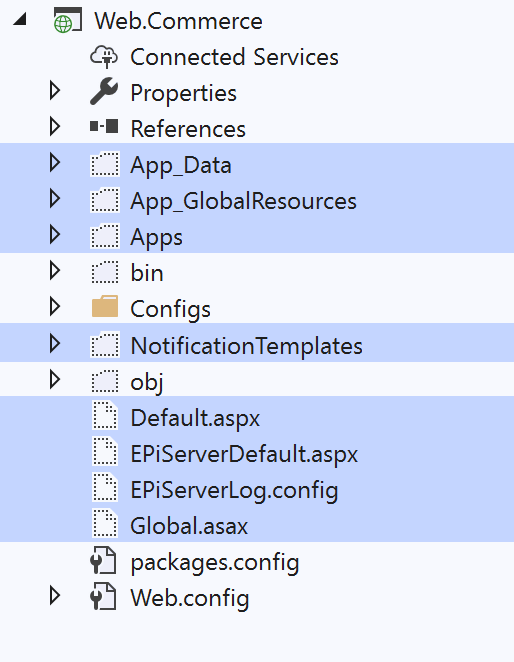 Web.Commerce
Connected Services
Properties
References
App_Data
App_GlobalResources
Apps
bin
Configs
NotificationTemplates
obj
Default.aspx
EPiServerDefault.aspx
EPiServerLog.config
Global.asax
packages.config
Web.config